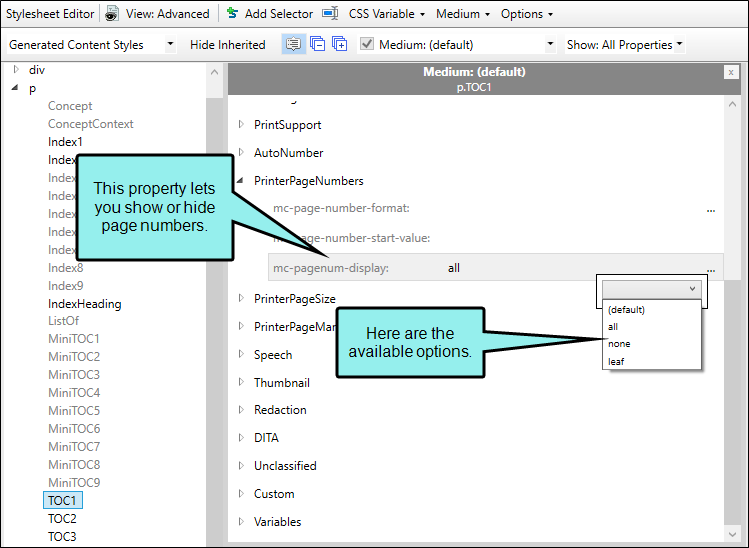 Stylesheet Editor View: Advanced Add Selector CSS Variable Medium Options
Generated Content Styles Hide Inherited Medium: (default) Show: All Properties
div
p
Concept
ConceptContext
Index1
Index
Index
Index
Index
Index
Index
Index8
Index9
IndexHeading
ListOf
MiniTOC1
MiniTOC2
MiniTOC3
MiniTOC4
MiniTOC5
MiniTOC6
MiniTOC7
MiniTOC8
MiniTOC9
TOC1
TOC2
TOC3
Medium: (default)
p.TOC1
PrintSupport
AutoNumber
PrinterPageNumbers
mc-page-number-format: ...
mc-page-number-start-value:
mc-pagenum-display: all ...
PrinterPageSize
PrinterPageMar
Speech
Thumbnail
Redaction
DITA
Unclassified
Custom
Variables
(default)
all
none
leaf
This property lets
you show or hide
page numbers.
Here are the
available options.